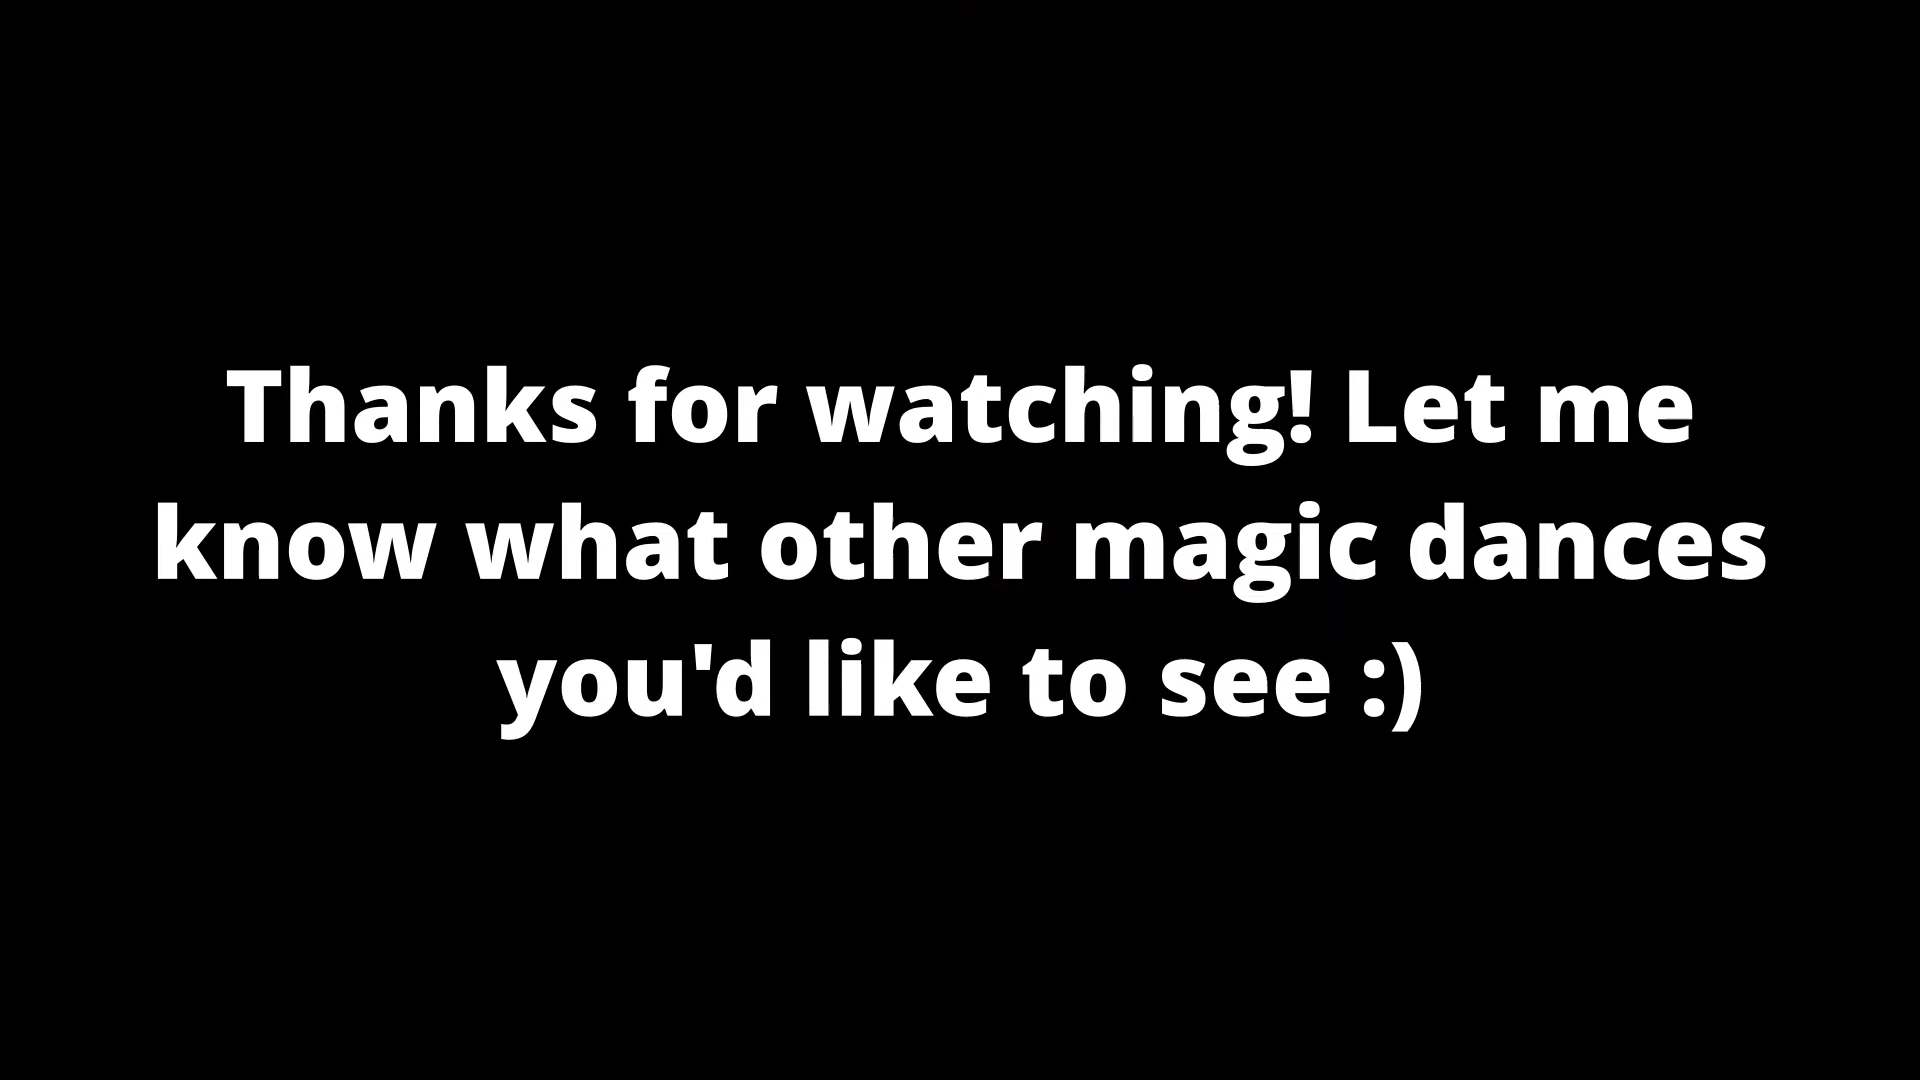 Thanks for watching! Let me
know what other magic dances
you'd like to see :)